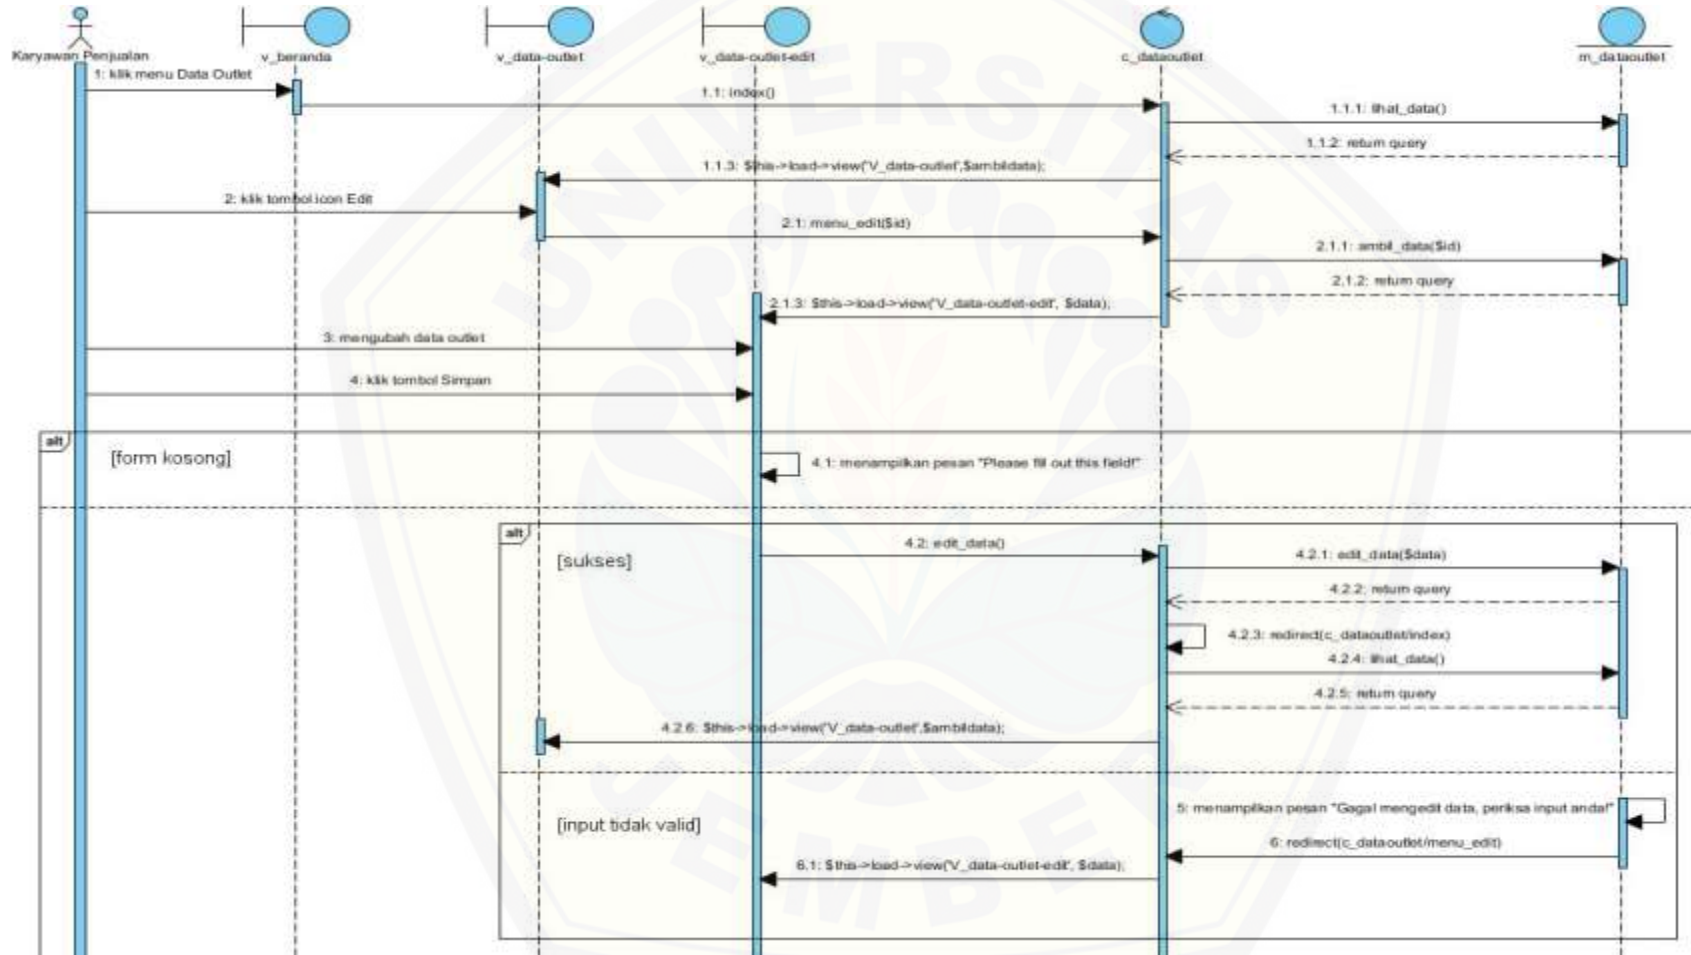 Karyawan Penjualan
v_beranda
v_data-outlet
v_data-outlet-edit
c_dataoutlet
m_dataoutlet
1: klik menu Data Outlet
1.1: index()
1.1.1: lihat_data()
1.1.2: return query
1.1.3: $this->load->view('V_data-outlet',$ambildata);
2: klik tombol icon Edit
2.1: menu_edit($id)
2.1.1: ambil_data($id)
2.1.2: return query
2.1.3: $this->load->view('V_data-outlet-edit', $data);
3: mengubah data outlet
4: klik tombol Simpan
alt
[form kosong]
4.1: menampilkan pesan "Please fill out this field!"
alt
[sukses]
4.2: edit_data()
4.2.1: edit_data($data)
4.2.2: return query
4.2.3: redirect(c_dataoutlet/index)
4.2.4: lihat_data()
4.2.5: return query
4.2.6: $this->load->view('V_data-outlet',$ambildata);
[input tidak valid]
5: menampilkan pesan "Gagal mengedit data, periksa input anda!"
6: redirect(c_dataoutlet/menu_edit)
6.1: $this->load->view('V_data-outlet-edit', $data);
UNIVERSITAS
JEMBER